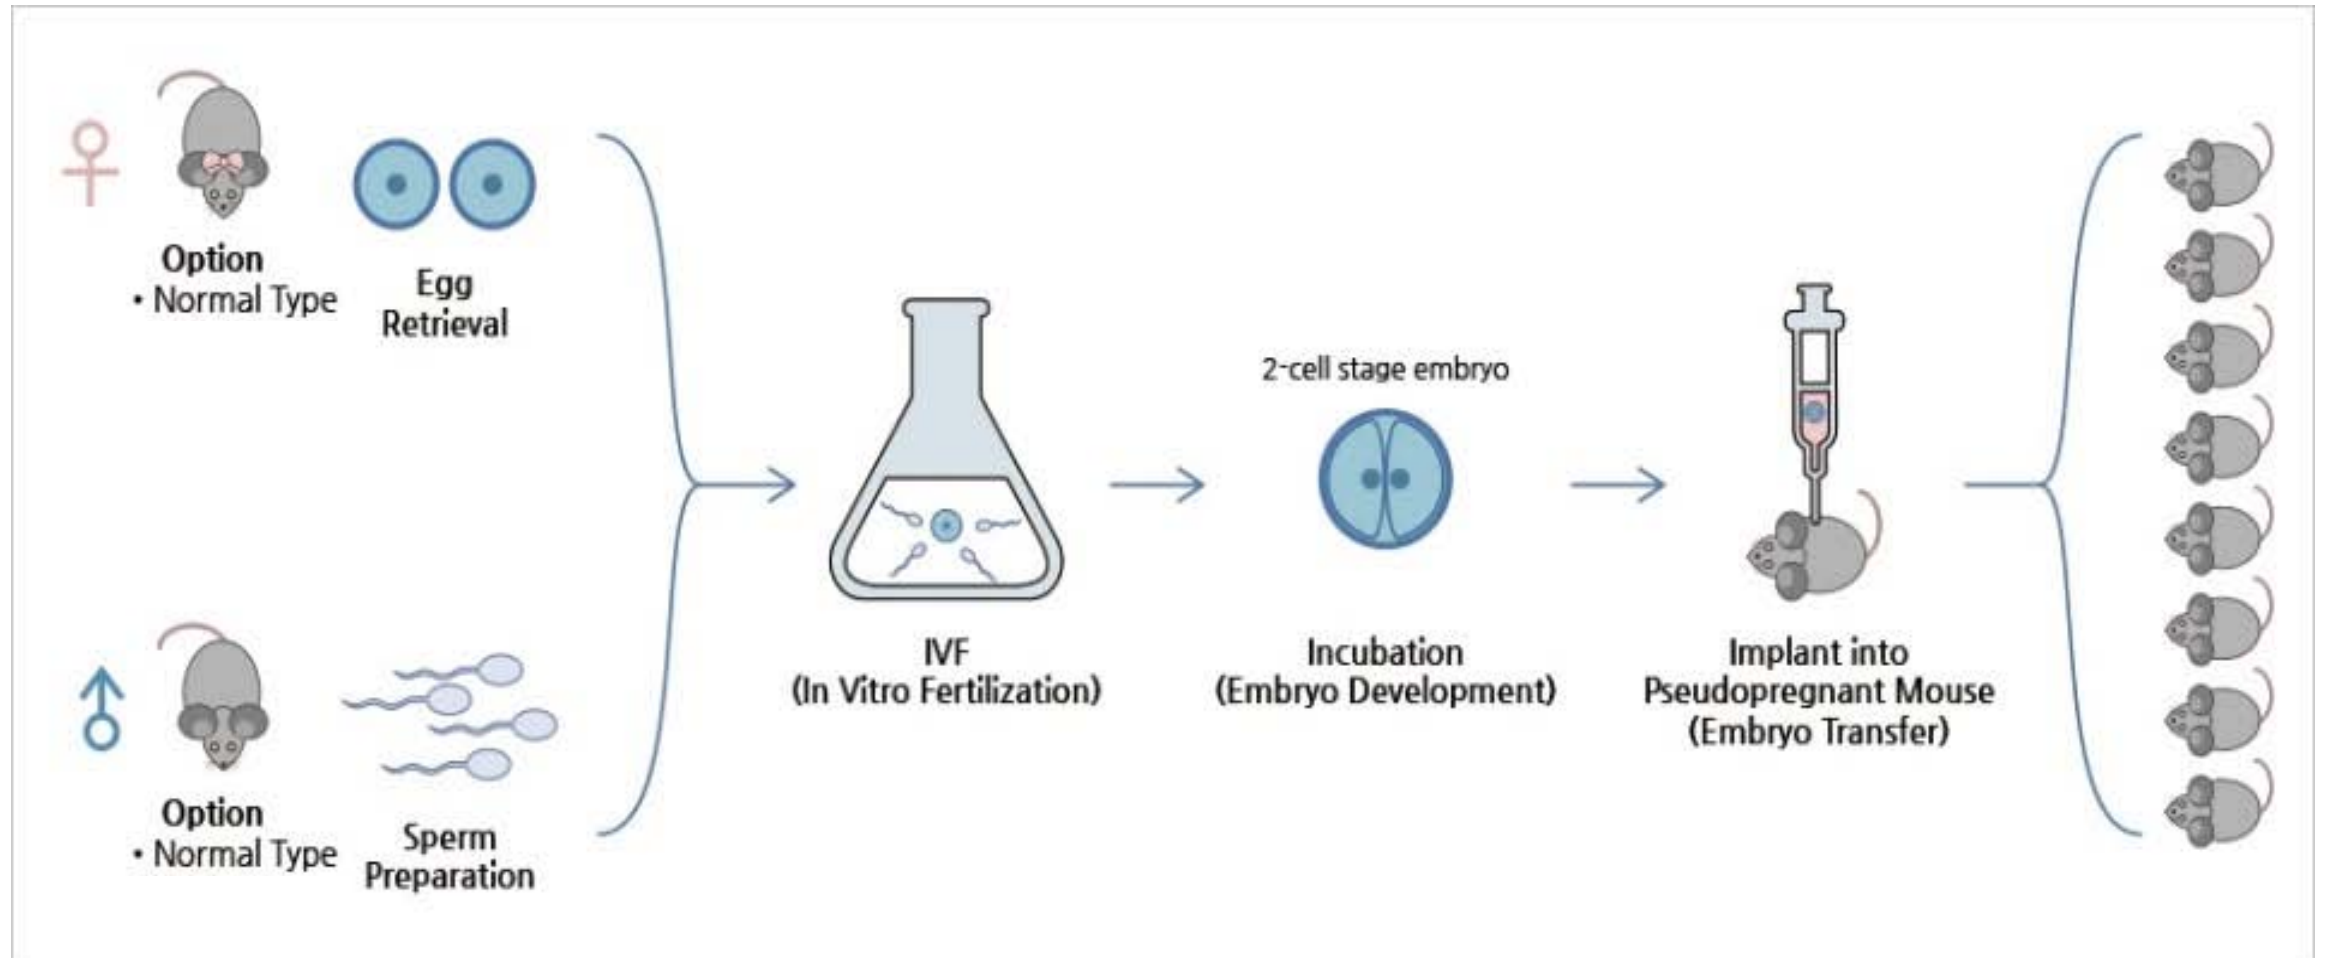 Option
• Normal Type
Egg
Retrieval
Option
• Normal Type
Sperm
Preparation
IVF
(In Vitro Fertilization)
2-cell stage embryo
Incubation
(Embryo Development)
Implant into
Pseudopregnant Mouse
(Embryo Transfer)